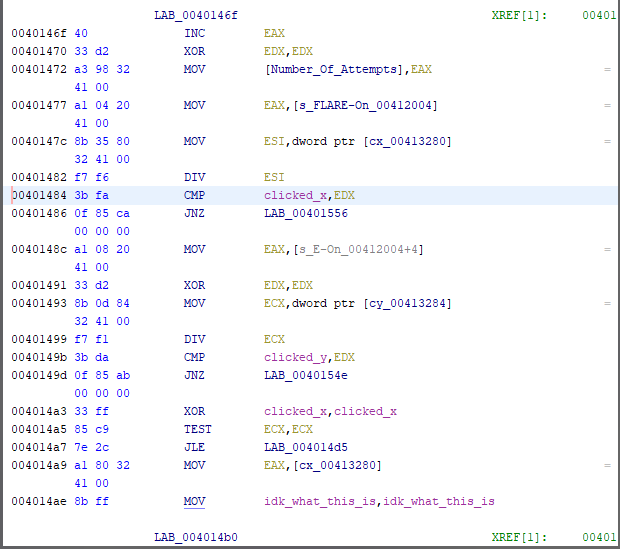 LAB_0040146f XREF[1]: 00401
0040146f 40 INC EAX
00401470 33 d2 XOR EDX,EDX
00401472 a3 98 32 MOV [Number_Of_Attempts],EAX =
41 00
00401477 a1 04 20 MOV EAX,[s_FLARE-On_00412004] =
41 00
0040147c 8b 35 80 MOV ESI,dword ptr [cx_00413280] =
32 41 00
00401482 f7 f6 DIV ESI
00401484 3b fa CMP clicked_x,EDX
00401486 0f 85 ca JNZ LAB_00401556
00 00 00
0040148c a1 08 20 MOV EAX,[s_E-On_00412004+4] =
41 00
00401491 33 d2 XOR EDX,EDX
00401493 8b 0d 84 MOV ECX,dword ptr [cy_00413284] =
32 41 00
00401499 f7 f1 DIV ECX
0040149b 3b da CMP clicked_y,EDX
0040149d 0f 85 ab JNZ LAB_0040154e
00 00 00
004014a3 33 ff XOR clicked_x,clicked_x
004014a5 85 c9 TEST ECX,ECX
004014a7 7e 2c JLE LAB_004014d5
004014a9 a1 80 32 MOV EAX,[cx_00413280] =
41 00
004014ae 8b ff MOV idk_what_this_is,idk_what_this_is
LAB_004014b0 XREF[1]: 00401